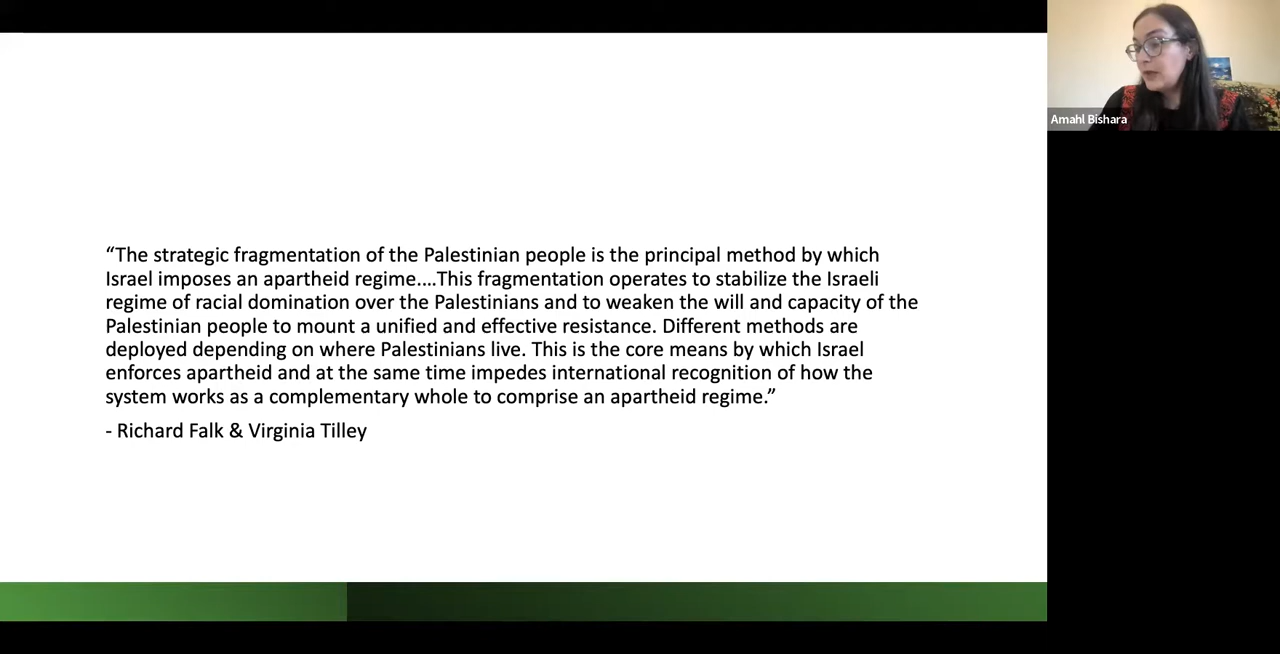 “The strategic fragmentation of the Palestinian people is the principal method by which
Israel imposes an apartheid regime....This fragmentation operates to stabilize the Israeli
regime of racial domination over the Palestinians and to weaken the will and capacity of the
Palestinian people to mount a unified and effective resistance. Different methods are
deployed depending on where Palestinians live. This is the core means by which Israel
enforces apartheid and at the same time impedes international recognition of how the
system works as a complementary whole to comprise an apartheid regime.”
- Richard Falk & Virginia Tilley
Amahl Bishara